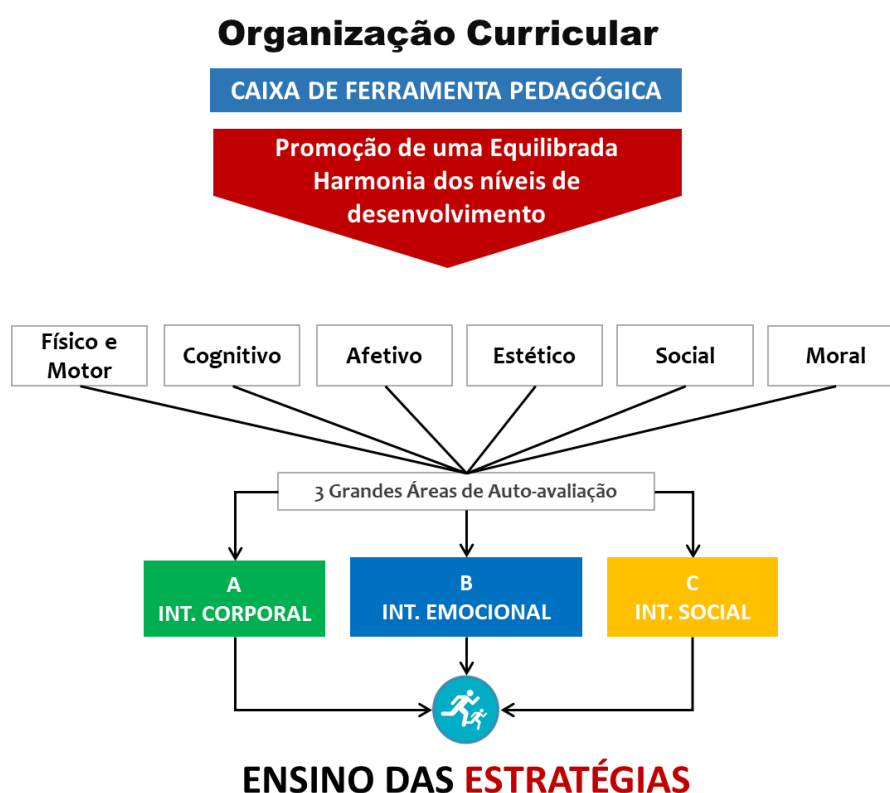 Organização Curricular
CAIXA DE FERRAMENTA PEDAGÓGICA
Promoção de uma Equilibrada
Harmonia dos níveis de
desenvolvimento
Físico e
Motor
Cognitivo
Afetivo
Estético
Social
Moral
3 Grandes Áreas de Auto-avaliação
A
INT. CORPORAL
B
INT. EMOCIONAL
C
INT. SOCIAL
ENSINO DAS ESTRATÉGIAS